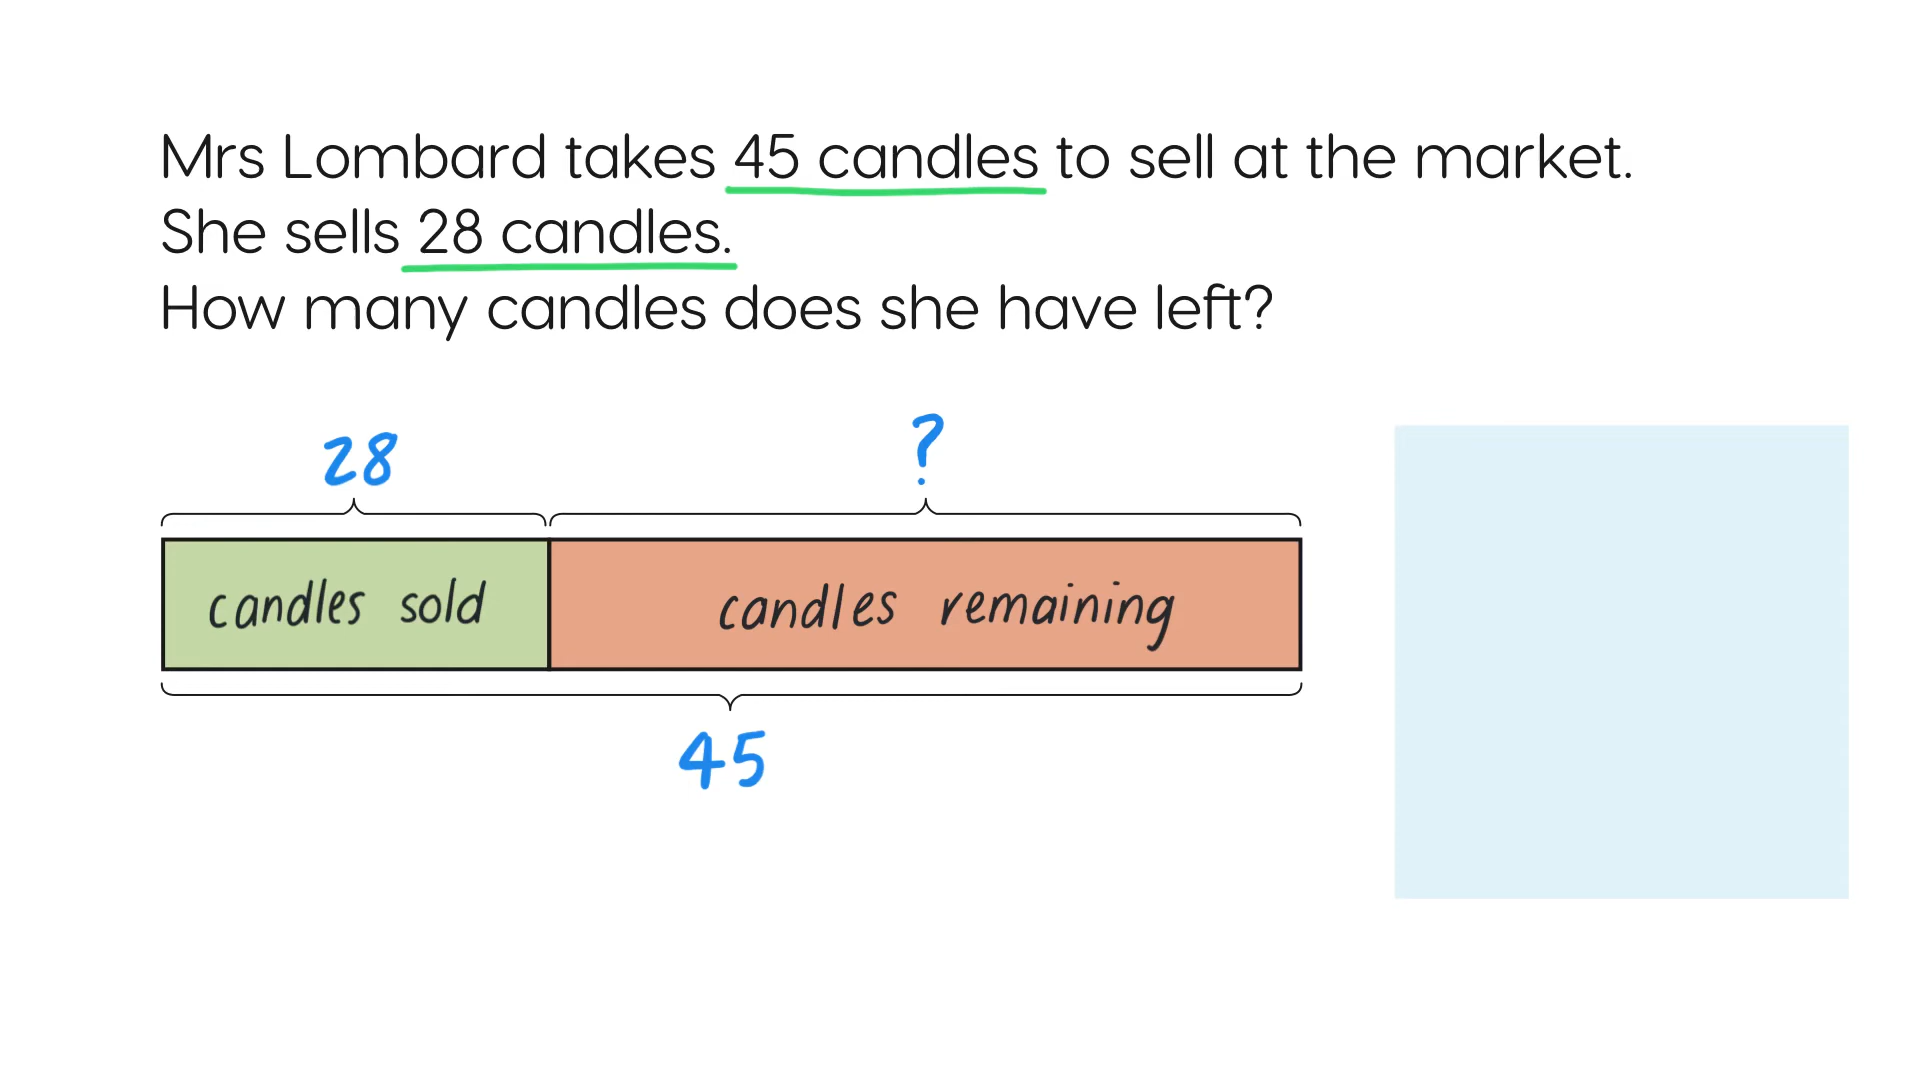 Mrs Lombard takes 45 candles to sell at the market.
She sells 28 candles.
How many candles does she have left?
28 ?
candles sold candles remaining
45